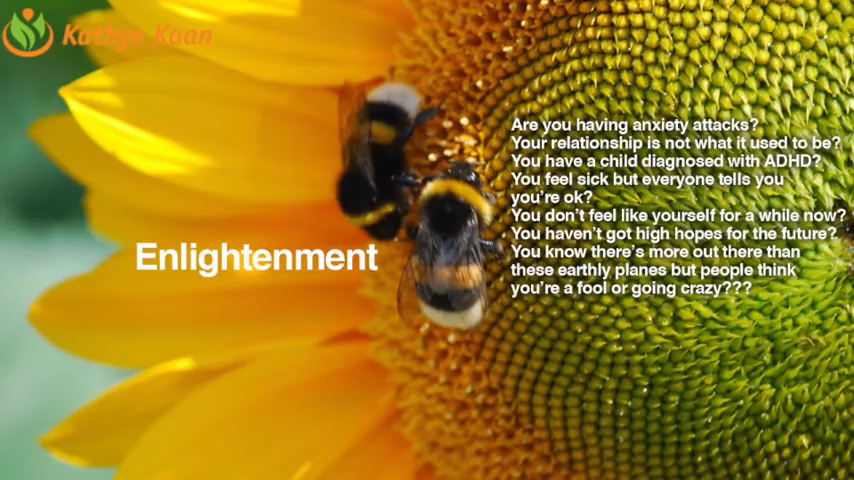 Kathye Kaan
Enlightenment
Are you having anxiety attacks?
Your relationship is not what it used to be?
You have a child diagnosed with ADHD?
You feel sick but everyone tells you
you're ok?
You don't feel like yourself for a while now?
You haven't got high hopes for the future?
You know there's more out there than
these earthly planes but people think
you're a fool or going crazy???